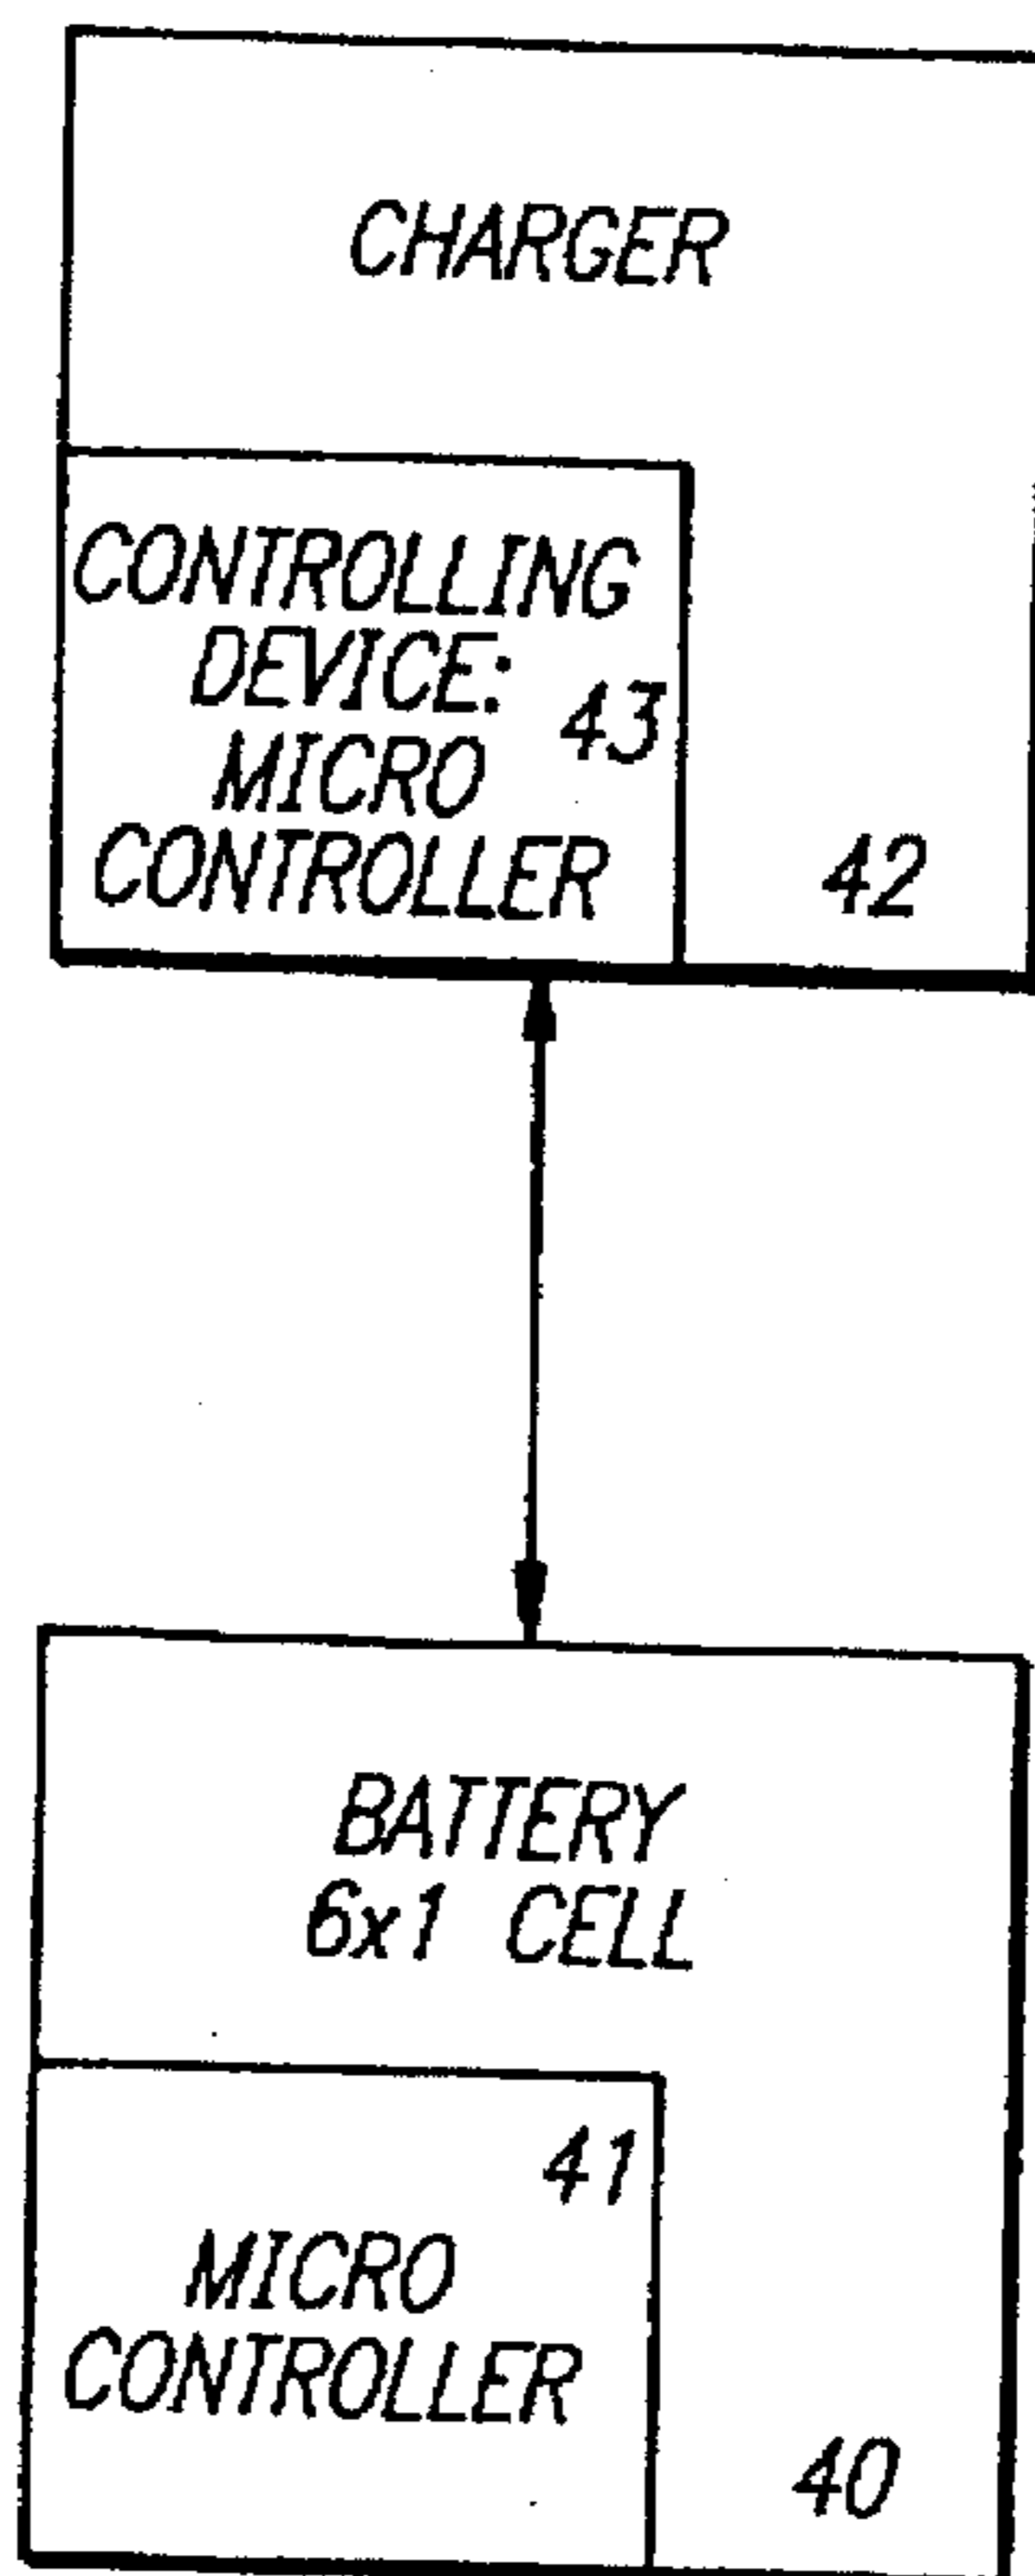 CHARGER
CONTROLLING
DEVICE:
43
MICRO
CONTROLLER
42
BATTERY
6x1 CELL
41
MICRO
CONTROLLER
40